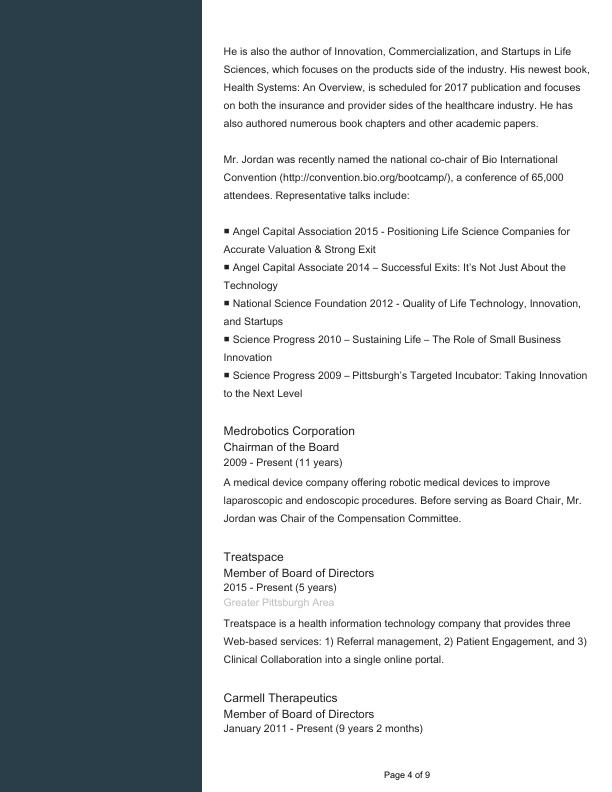 He is also the author of Innovation, Commercialization, and Startups in Life
Sciences, which focuses on the products side of the industry. His newest book,
Health Systems: An Overview, is scheduled for 2017 publication and focuses
on both the insurance and provider sides of the healthcare industry. He has
also authored numerous book chapters and other academic papers.
Mr. Jordan was recently named the national co-chair of Bio International
Convention (http://convention.bio.org/bootcamp/), a conference of 65,000
attendees. Representative talks include:
■ Angel Capital Association 2015 - Positioning Life Science Companies for
Accurate Valuation & Strong Exit
■ Angel Capital Associate 2014 – Successful Exits: It’s Not Just About the
Technology
■ National Science Foundation 2012 - Quality of Life Technology, Innovation,
and Startups
■ Science Progress 2010 – Sustaining Life – The Role of Small Business
Innovation
■ Science Progress 2009 – Pittsburgh’s Targeted Incubator: Taking Innovation
to the Next Level
Medrobotics Corporation
Chairman of the Board
2009 - Present (11 years)
A medical device company offering robotic medical devices to improve
laparoscopic and endoscopic procedures. Before serving as Board Chair, Mr.
Jordan was Chair of the Compensation Committee.
Treatspace
Member of Board of Directors
2015 - Present (5 years)
Greater Pittsburgh Area
Treatspace is a health information technology company that provides three
Web-based services: 1) Referral management, 2) Patient Engagement, and 3)
Clinical Collaboration into a single online portal.
Carmell Therapeutics
Member of Board of Directors
January 2011 - Present (9 years 2 months)
Page 4 of 9